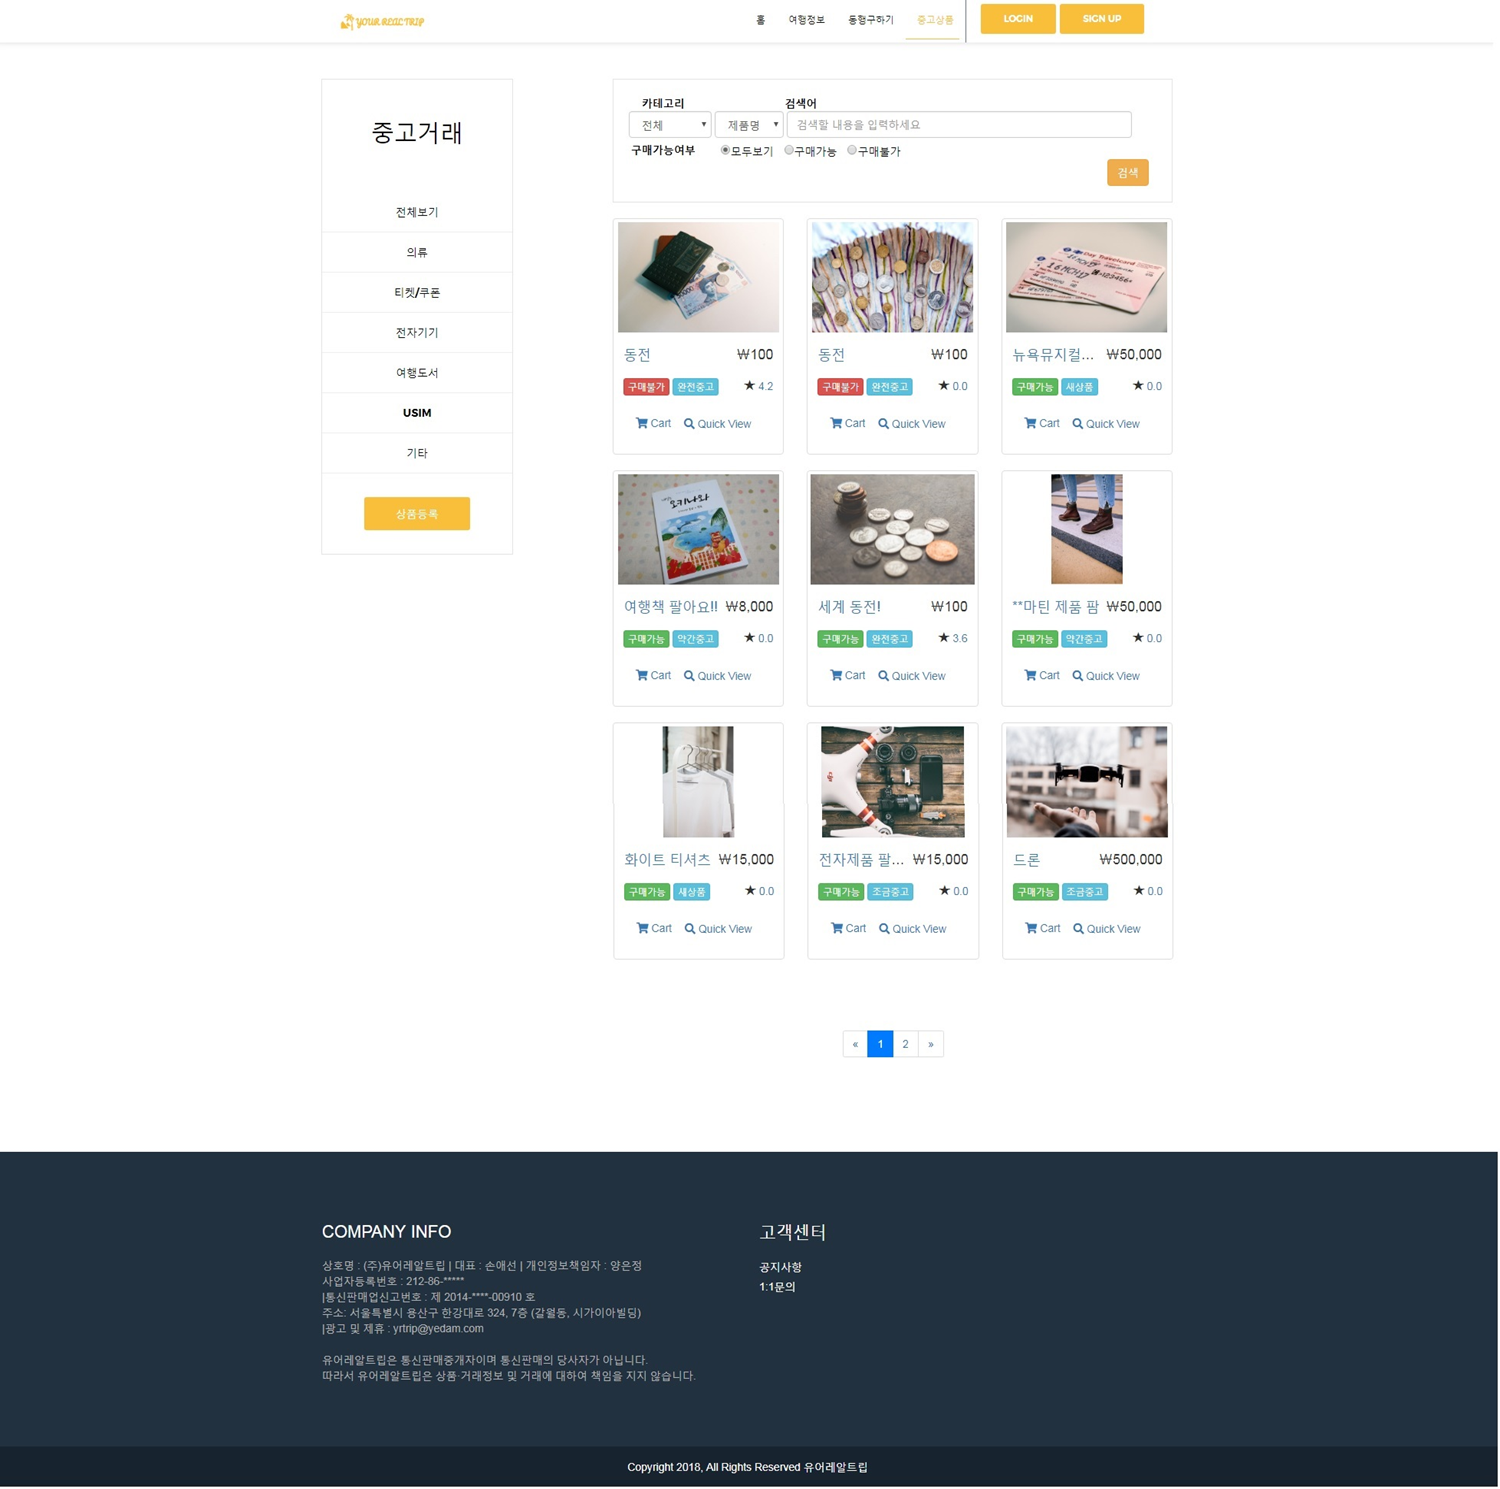 YOUR REAL TRIP
홈 여행정보 동행구하기 중고상품 LOGIN SIGN UP
중고거래
전체보기
의류
티켓/쿠폰
전자기기
여행도서
USIM
기타
상품등록
카테고리 검색어
전체 제품명 검색할 내용을 입력하세요
구매가능여부 모두보기 구매가능 구매불가
검색
Day Travelcard
16MCH17
동전 ₩100 동전 ₩100 뉴욕뮤지컬... ₩50,000
구매불가 완전중고 ★ 4.2 구매불가 완전중고 ★ 0.0 구매가능 새상품 ★ 0.0
Cart Quick View Cart Quick View Cart Quick View
오키나와
여행책 팔아요!! ₩8,000 세계 동전! ₩100 **마틴 제품 팜 ₩50,000
구매가능 약간중고 ★ 0.0 구매가능 완전중고 ★ 3.6 구매가능 약간중고 ★ 0.0
Cart Quick View Cart Quick View Cart Quick View
화이트 티셔츠 ₩15,000 전자제품 팔... ₩15,000 드론 ₩500,000
구매가능 새상품 ★ 0.0 구매가능 조금중고 ★ 0.0 구매가능 조금중고 ★ 0.0
Cart Quick View Cart Quick View Cart Quick View
« 1 2 »
COMPANY INFO
상호명 : (주)유어레알트립 | 대표 : 손애선 | 개인정보책임자 : 양은정
사업자등록번호 : 212-86-*****
|통신판매업신고번호 : 제 2014-****-00910 호
주소: 서울특별시 용산구 한강대로 324, 7층 (갈월동, 시가이아빌딩)
|광고 및 제휴 : yrtrip@yedam.com
유어레알트립은 통신판매중개자이며 통신판매의 당사자가 아닙니다.
따라서 유어레알트립은 상품·거래정보 및 거래에 대하여 책임을 지지 않습니다.
고객센터
공지사항
1:1문의
Copyright 2018, All Rights Reserved 유어레알트립